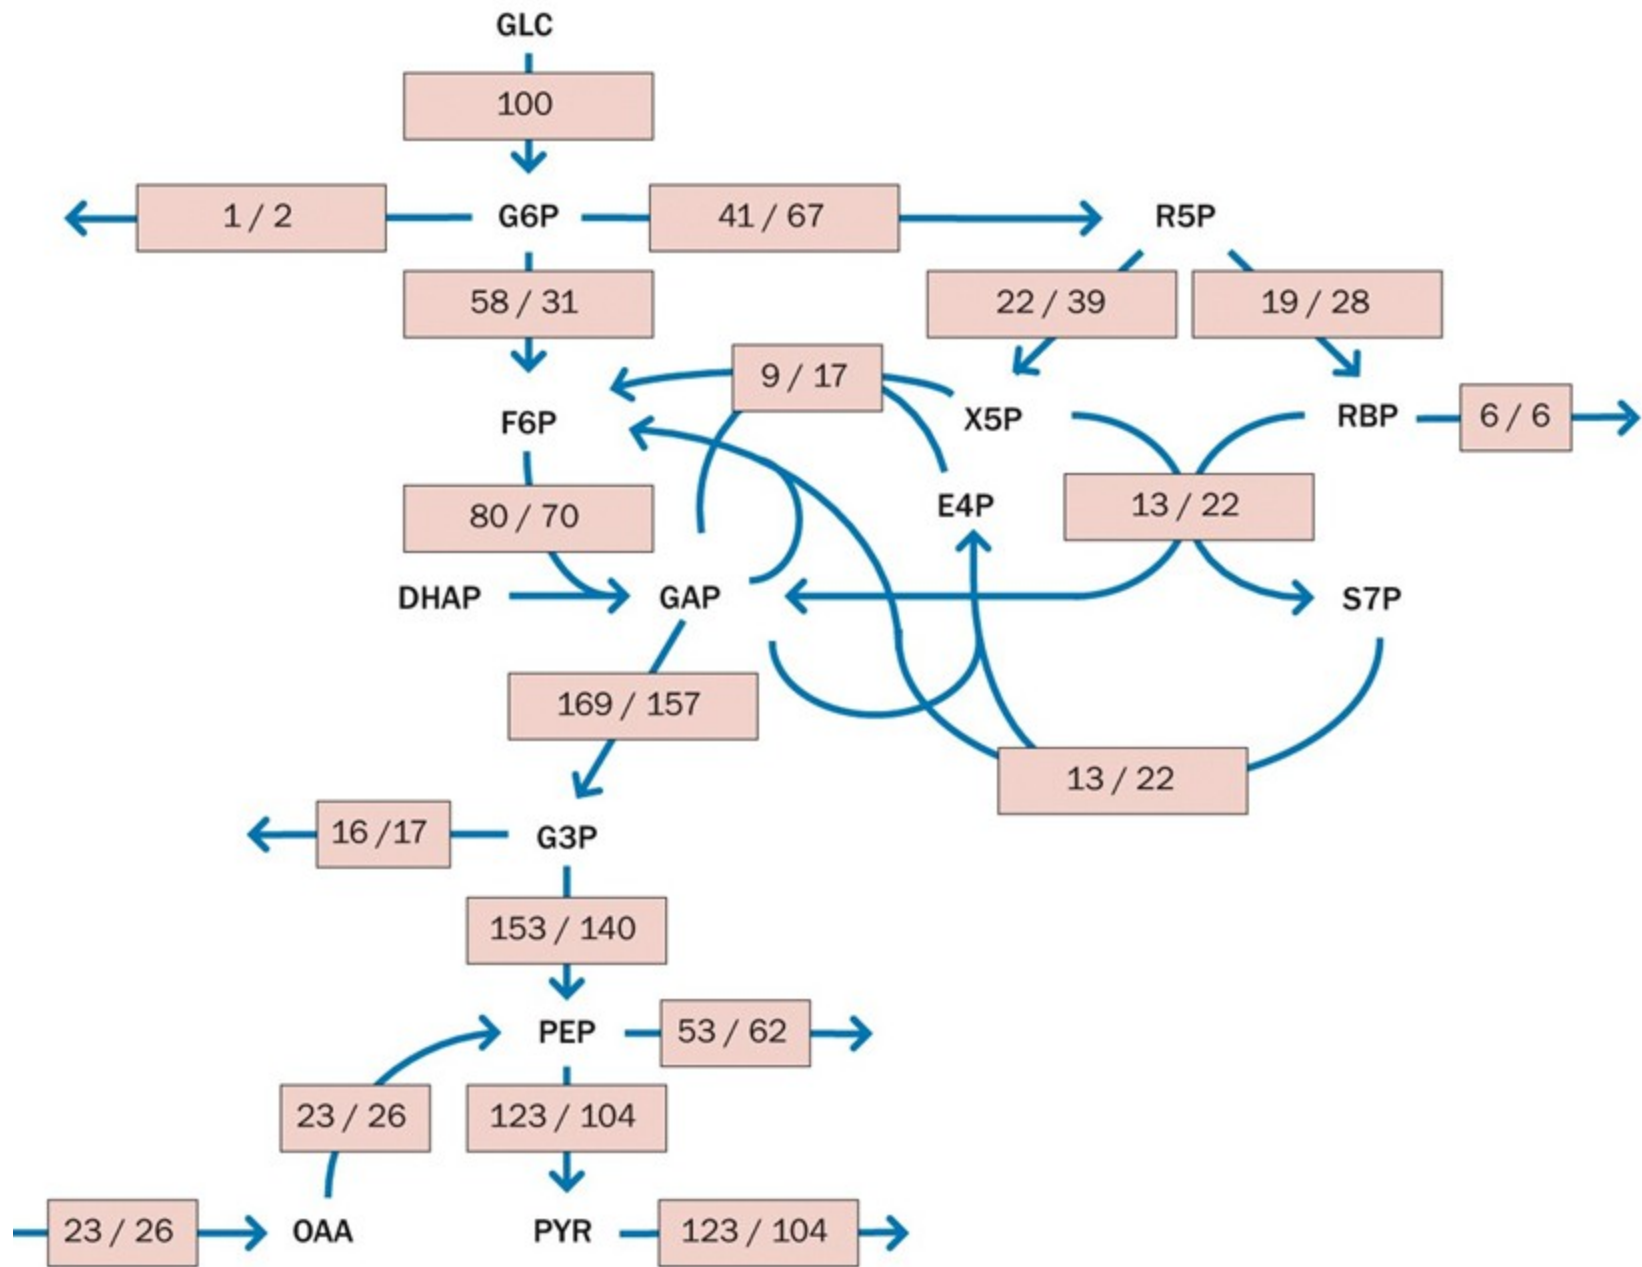 GLC
100
1 / 2
G6P
41 / 67
R5P
58 / 31
22 / 39
19 / 28
9 / 17
F6P
X5P
RBP
6 / 6
80 / 70
E4P
13 / 22
DHAP
GAP
S7P
169 / 157
13 / 22
16 /17
G3P
153 / 140
PEP
53 / 62
23 / 26
123 / 104
23 / 26
OAA
PYR
123 / 104